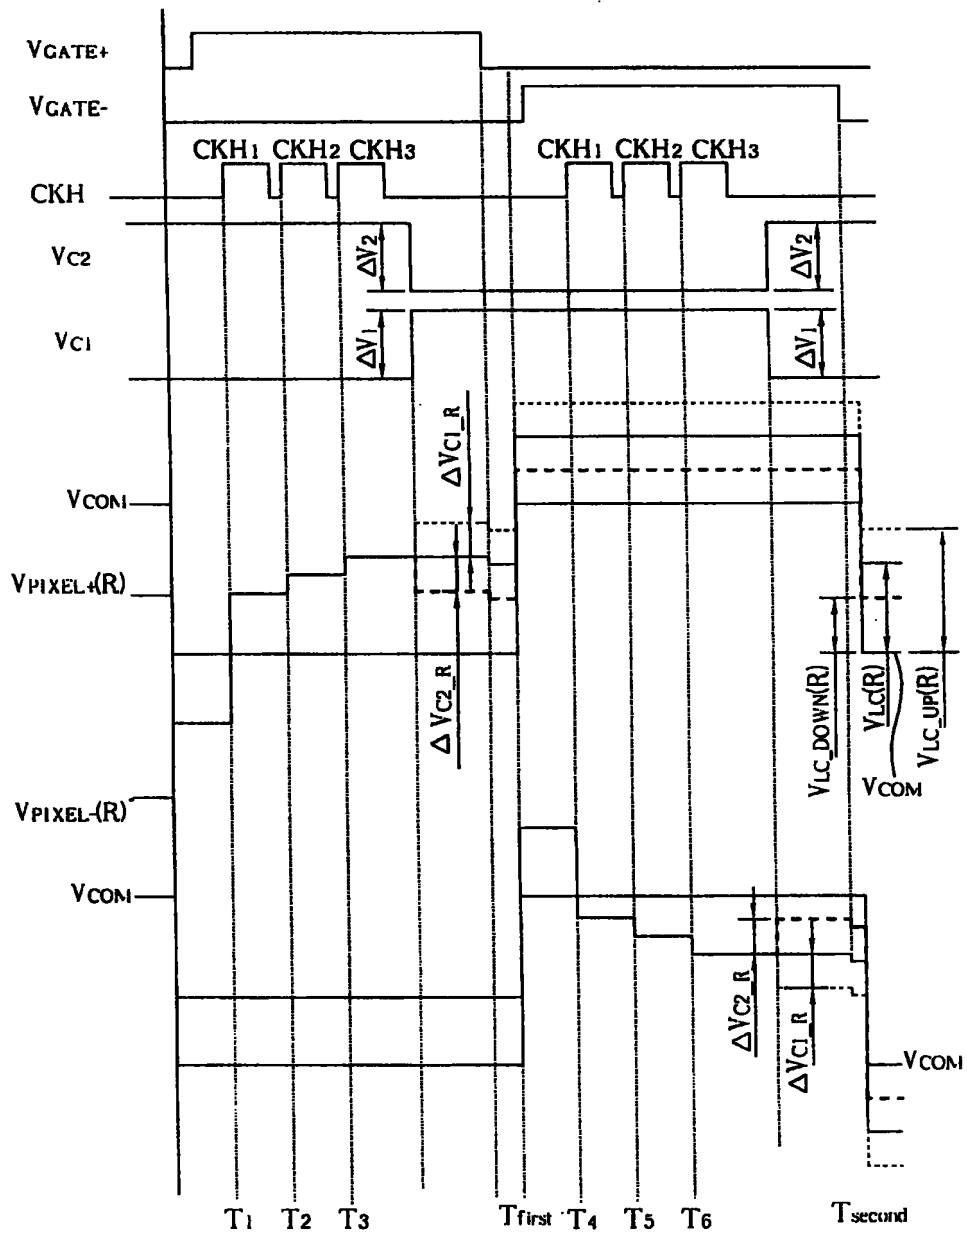 VGATE+
VGATE-
CKH1 CKH2 CKH3 CKH1 CKH2 CKH3
CKH
VC2
ΔV2 ΔV2
VC1
ΔV1 ΔV1
ΔVC1_R
VCOM
VPIXEL+(R)
ΔVC2_R
VLC_DOWN(R)
VLC(R)
VLC_UP(R)
VCOM
VPIXEL-(R)
VCOM
ΔVC2_R
ΔVC1_R
VCOM
T1 T2 T3 Tfirst T4 T5 T6 Tsecond